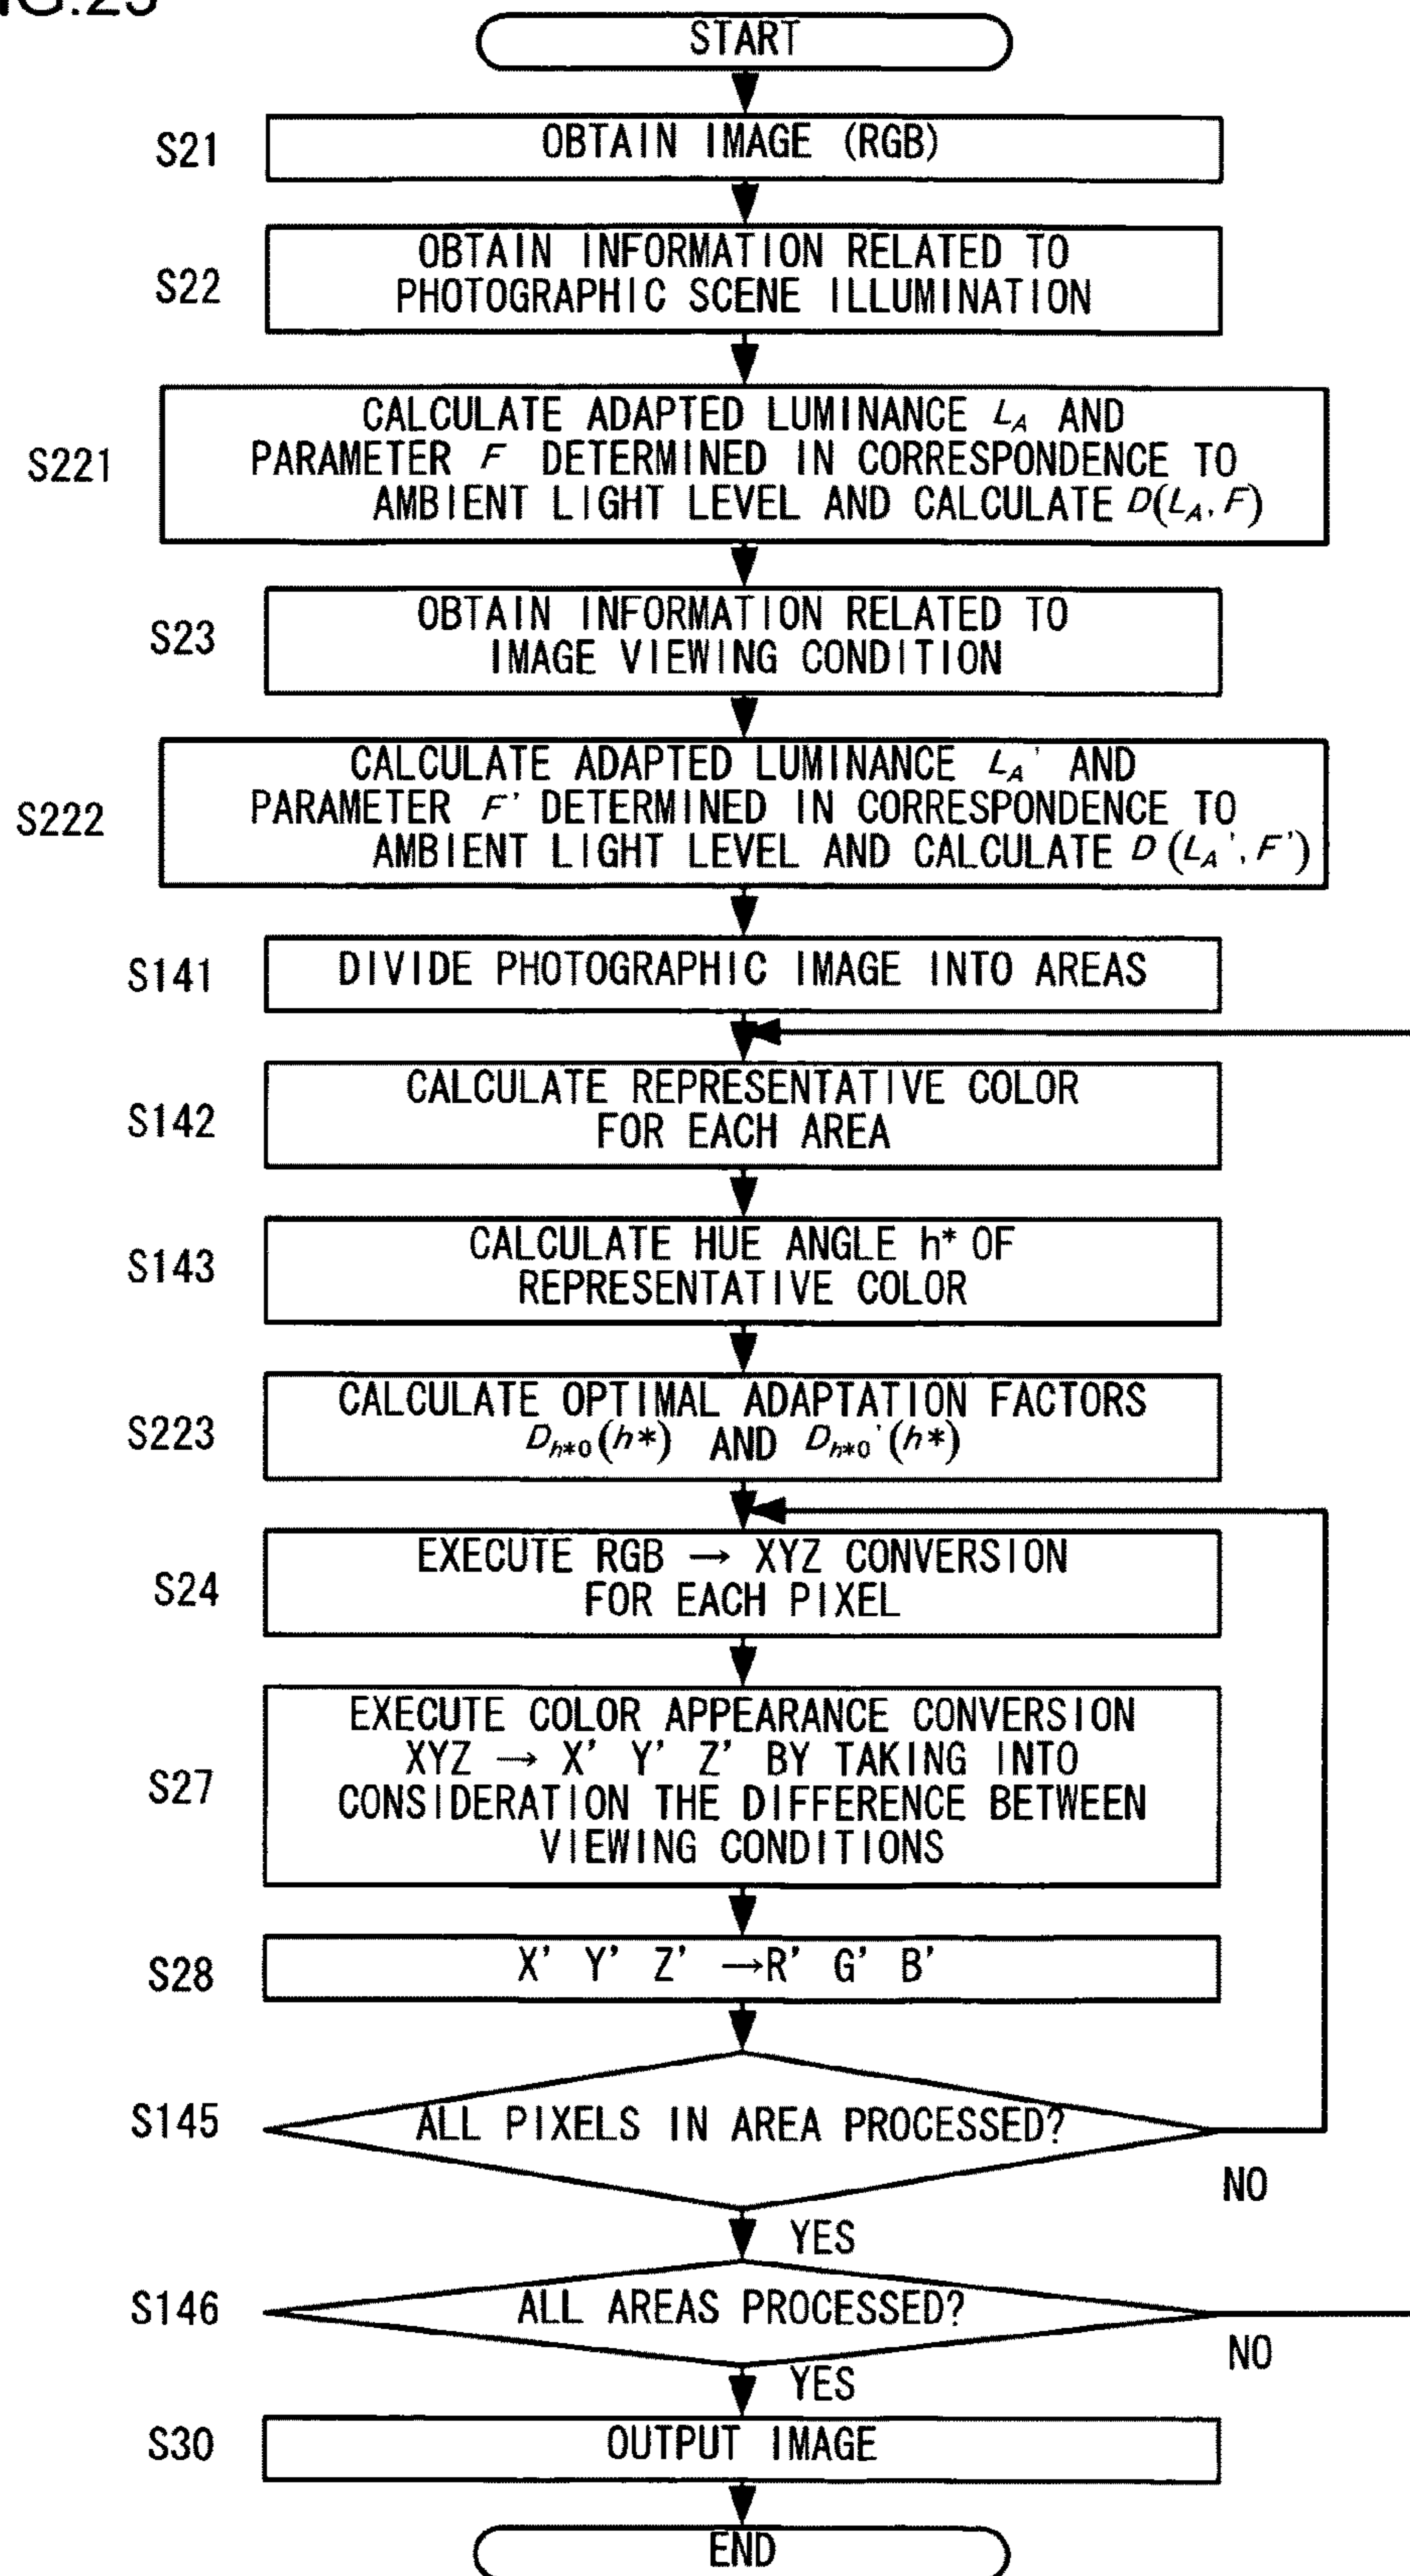 START
S21
OBTAIN IMAGE (RGB)
S22
OBTAIN INFORMATION RELATED TO
PHOTOGRAPHIC SCENE ILLUMINATION
S221
CALCULATE ADAPTED LUMINANCE LA AND
PARAMETER F DETERMINED IN CORRESPONDENCE TO
AMBIENT LIGHT LEVEL AND CALCULATE D(LA, F)
S23
OBTAIN INFORMATION RELATED TO
IMAGE VIEWING CONDITION
S222
CALCULATE ADAPTED LUMINANCE LA' AND
PARAMETER F' DETERMINED IN CORRESPONDENCE TO
AMBIENT LIGHT LEVEL AND CALCULATE D (LA', F')
S141
DIVIDE PHOTOGRAPHIC IMAGE INTO AREAS
S142
CALCULATE REPRESENTATIVE COLOR
FOR EACH AREA
S143
CALCULATE HUE ANGLE h* OF
REPRESENTATIVE COLOR
S223
CALCULATE OPTIMAL ADAPTATION FACTORS
Dh*0(h*) AND Dh*0'(h*)
S24
EXECUTE RGB → XYZ CONVERSION
FOR EACH PIXEL
S27
EXECUTE COLOR APPEARANCE CONVERSION
XYZ → X' Y' Z' BY TAKING INTO
CONSIDERATION THE DIFFERENCE BETWEEN
VIEWING CONDITIONS
S28
X' Y' Z' →R' G' B'
S145
ALL PIXELS IN AREA PROCESSED?
NO
YES
S146
ALL AREAS PROCESSED?
NO
YES
S30
OUTPUT IMAGE
END